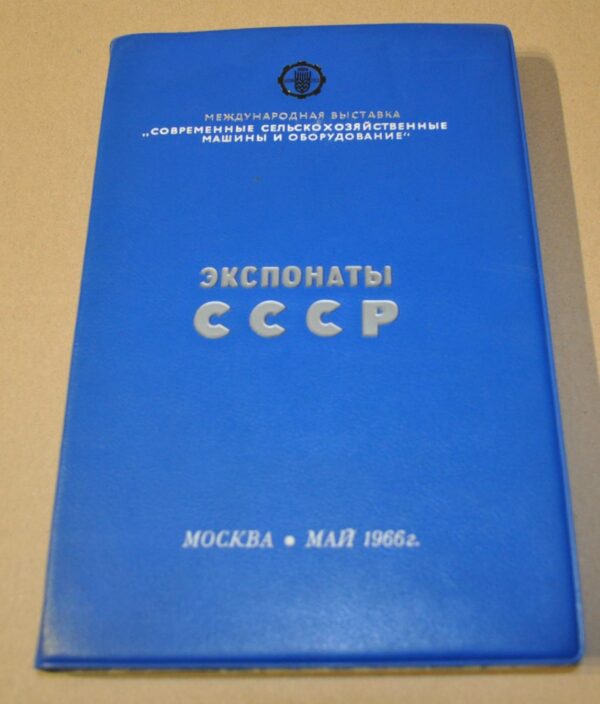 МЕЖДУНАРОДНАЯ ВЫСТАВКА
„СОВРЕМЕННЫЕ СЕЛЬСКОХОЗЯЙСТВЕННЫЕ
МАШИНЫ И ОБОРУДОВАНИЕ“
ЭКСПОНАТЫ
СССР
МОСКВА • МАЙ 1966г.